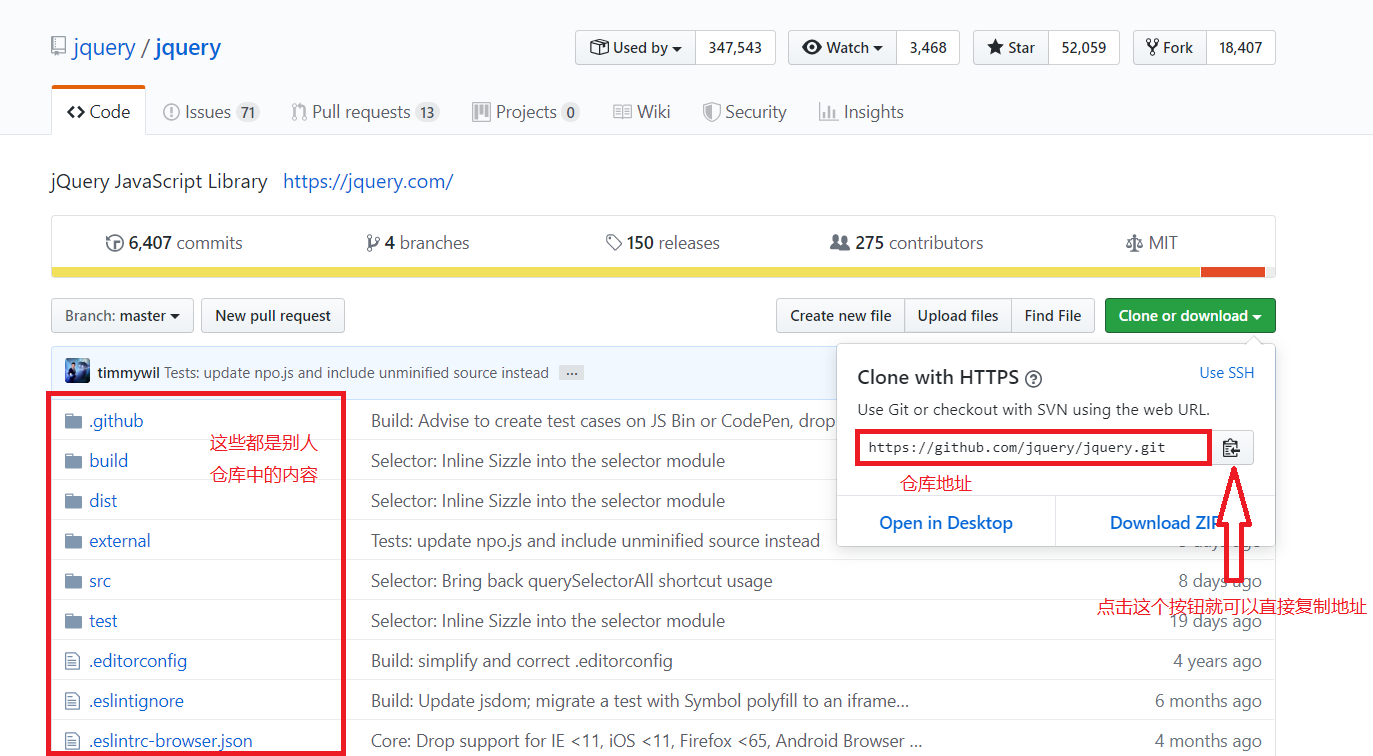 jquery / jquery
Used by 347,543 Watch 3,468 Star 52,059 Fork 18,407
Code Issues 71 Pull requests 13 Projects 0 Wiki Security Insights
jQuery JavaScript Library https://jquery.com/
6,407 commits 4 branches 150 releases 275 contributors MIT
Branch: master New pull request Create new file Upload files Find File Clone or download
timmywil Tests: update npo.js and include unminified source instead ...
Clone with HTTPS Use SSH
Use Git or checkout with SVN using the web URL.
https://github.com/jquery/jquery.git
仓库地址
Open in Desktop Download ZIP
点击这个按钮就可以直接复制地址
这些都是别人
仓库中的内容
.github Build: Advise to create test cases on JS Bin or CodePen, drop
build Selector: Inline Sizzle into the selector module
dist Selector: Inline Sizzle into the selector module
external Tests: update npo.js and include unminified source instead
src Selector: Bring back querySelectorAll shortcut usage 8 days ago
test Selector: Inline Sizzle into the selector module 19 days ago
.editorconfig Build: simplify and correct .editorconfig 4 years ago
.eslintignore Build: Update jsdom; migrate a test with Symbol polyfill to an iframe... 6 months ago
.eslintrc-browser.json Core: Drop support for IE <11, iOS <11, Firefox <65, Android Browser ... 4 months ago